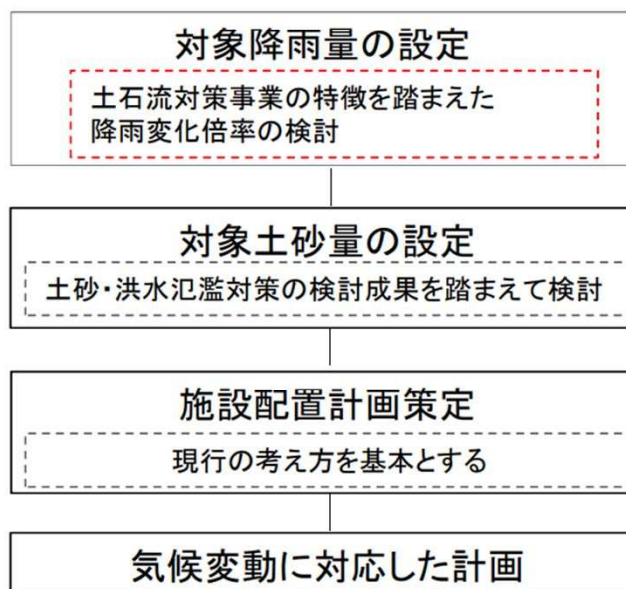 対象降雨量の設定
土石流対策事業の特徴を踏まえた
降雨変化倍率の検討
対象土砂量の設定
土砂・洪水氾濫対策の検討成果を踏まえて検討
施設配置計画策定
現行の考え方を基本とする
気候変動に対応した計画